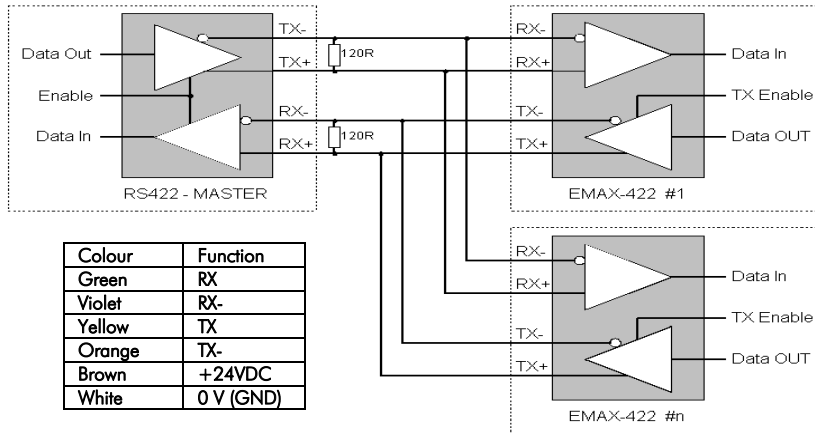 TX-
RX-
Data Out
120R
Data In
TX+
RX+
Enable
RX-
TX-
TX Enable
Data In
120R
Data OUT
RX+
TX+
RS422 - MASTER
EMAX-422 #1
Colour Function
Green RX
Violet RX-
Yellow TX
Orange TX-
Brown +24VDC
White 0 V (GND)
RX-
Data In
RX+
TX Enable
TX-
Data OUT
TX+
EMAX-422 #n